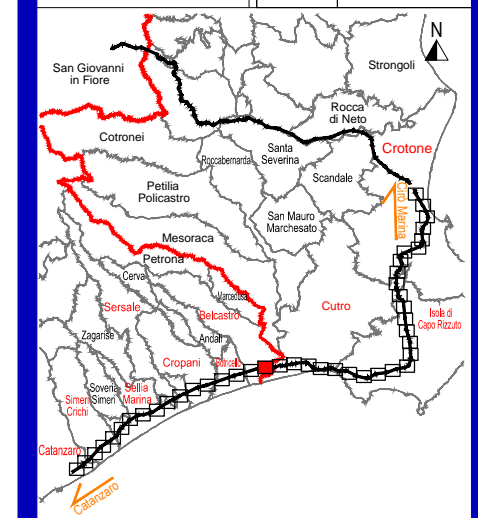 N
San Giovanni
in Fiore
Strongoli
Rocca
di Neto
Cotronei
Crotone
Santa
Severina
Roccabernarda
Scandale
Petilia
Policastro
Cirò Marina
San Mauro
Marchesato
Mesoraca
Petrona
Cerva
Marcedusa
Sersale
Belcastro
Cutro
Isola di
Capo Rizzuto
Zagarise
Andali
Cropani
Botricello
Soveria
Simeri
Sellia
Marina
Simeri
Crichi
Catanzaro
Catanzaro